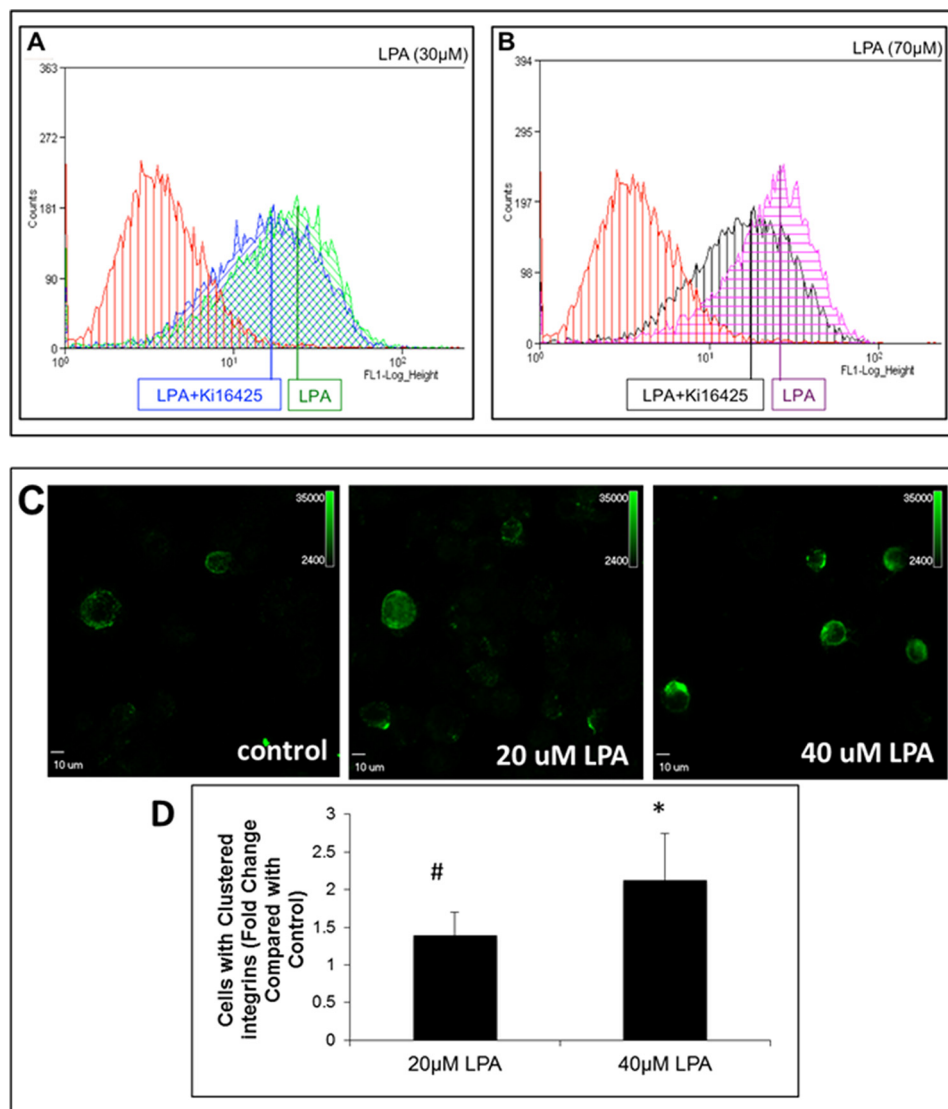 A
LPA (30µM)
363
272
181
90
0
Counts
10⁰
10¹
10²
FL1-Log_Height
LPA+Ki16425
LPA
B
LPA (70µM)
394
295
197
98
0
Counts
10⁰
10¹
10²
FL1-Log_Height
LPA+Ki16425
LPA
C
35000
2400
10 um
control
35000
2400
10 um
20 uM LPA
35000
2400
10 um
40 uM LPA
D
Cells with Clustered
integrins (Fold Change
Compared with
Control)
3
2.5
2
1.5
1
0.5
0
#
*
20µM LPA
40µM LPA